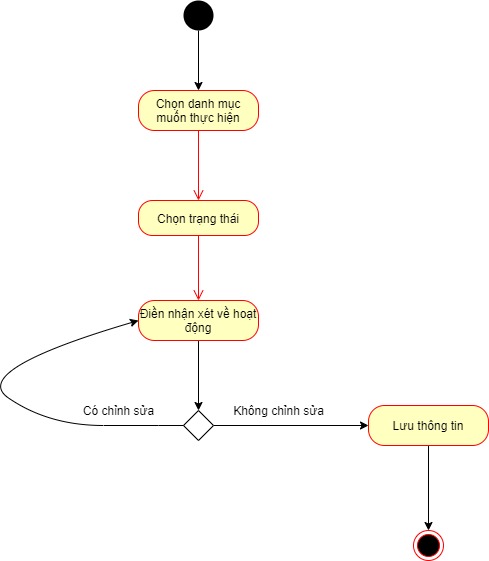 Chọn danh mục
muốn thực hiện
Chọn trạng thái
Điền nhận xét về hoạt
động
Có chỉnh sửa
Không chỉnh sửa
Lưu thông tin